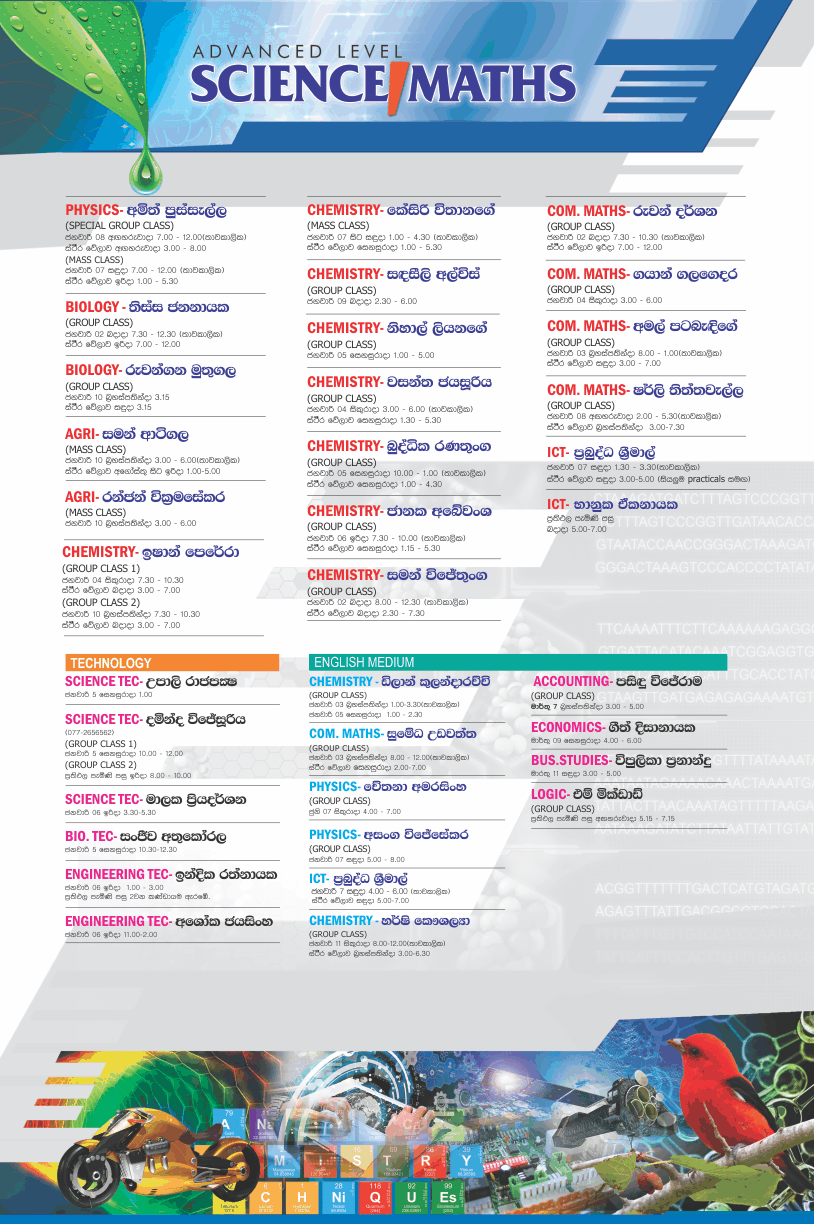 ADVANCED LEVEL
SCIENCE/MATHS
PHYSICS- අමිත් පුස්සැල්ල
(SPECIAL GROUP CLASS)
ජනවාරි 08 අඟහරුවාදා 7.00 - 12.00(තාවකාලික)
ස්ථිර වේලාව අඟහරුවාදා 3.00 - 8.00
(MASS CLASS)
ජනවාරි 07 සඳුදා 7.00 - 12.00 (තාවකාලික)
ස්ථිර වේලාව ඉරිදා 1.00 - 5.30
BIOLOGY - තිස්ස ජනනායක
(GROUP CLASS)
ජනවාරි 02 බදාදා 7.30 - 12.30 (තාවකාලික)
ස්ථිර වේලාව ඉරිදා 7.00 - 12.00
BIOLOGY- රුවන්ගන මුතුගල
(GROUP CLASS)
ජනවාරි 10 බ්‍රහස්පතින්දා 3.15
ස්ථිර වේලාව සඳුදා 3.15
AGRI- සමන් ආටිගල
(MASS CLASS)
ජනවාරි 10 බ්‍රහස්පතින්දා 3.00 - 6.00(තාවකාලික)
ස්ථිර වේලාව අගෝස්තු සිට ඉරිදා 1.00-5.00
AGRI- රන්ජන් වික්‍රමසේකර
(MASS CLASS)
ජනවාරි 10 බ්‍රහස්පතින්දා 3.00 - 6.00
CHEMISTRY- ඉෂාන් පෙරේරා
(GROUP CLASS 1)
ජනවාරි 04 සිකුරාදා 7.30 - 10.30
ස්ථිර වේලාව බදාදා 3.00 - 7.00
(GROUP CLASS 2)
ජනවාරි 10 බ්‍රහස්පතින්දා 7.30 - 10.30
ස්ථිර වේලාව බදාදා 3.00 - 7.00
CHEMISTRY- කේසිරි විතානගේ
(MASS CLASS)
ජනවාරි 07 සිට සඳුදා 1.00 - 4.30 (තාවකාලික)
ස්ථිර වේලාව සෙනසුරාදා 1.00 - 5.30
CHEMISTRY- සඳසීලි අල්විස්
(GROUP CLASS)
ජනවාරි 09 බදාදා 2.30 - 6.00
CHEMISTRY- නිහාල් ලියනගේ
(GROUP CLASS)
ජනවාරි 05 සෙනසුරාදා 1.00 - 5.00
CHEMISTRY- වසන්ත ජයසූරිය
(GROUP CLASS)
ජනවාරි 04 සිකුරාදා 3.00 - 6.00 (තාවකාලික)
ස්ථිර වේලාව සෙනසුරාදා 1.30 - 5.30
CHEMISTRY- බුද්ධික රණතුංග
(GROUP CLASS)
ජනවාරි 05 සෙනසුරාදා 10.00 - 1.00 (තාවකාලික)
ස්ථිර වේලාව සෙනසුරාදා 1.00 - 4.30
CHEMISTRY- ජානක අබේවංශ
(GROUP CLASS)
ජනවාරි 06 ඉරිදා 7.30 - 10.00 (තාවකාලික)
ස්ථිර වේලාව සෙනසුරාදා 1.15 - 5.30
CHEMISTRY- සමන් විජේතුංග
(GROUP CLASS)
ජනවාරි 02 බදාදා 8.00 - 12.30 (තාවකාලික)
ස්ථිර වේලාව බදාදා 2.30 - 7.30
COM. MATHS- රුවන් දර්ශන
(GROUP CLASS)
ජනවාරි 02 බදාදා 7.30 - 10.30 (තාවකාලික)
ස්ථිර වේලාව ඉරිදා 7.00 - 12.00
COM. MATHS- ගයාන් ගලගෙදර
(GROUP CLASS)
ජනවාරි 04 සිකුරාදා 3.00 - 6.00
COM. MATHS- අමල් පටබැඳිගේ
(GROUP CLASS)
ජනවාරි 03 බ්‍රහස්පතින්දා 8.00 - 1.00(තාවකාලික)
ස්ථිර වේලාව සඳුදා 3.00 - 7.00
COM. MATHS- ෂර්ලි තිත්තවැල්ල
(GROUP CLASS)
ජනවාරි 08 අඟහරුවාදා 2.00 - 5.30(තාවකාලික)
ස්ථිර වේලාව බ්‍රහස්පතින්දා 3.00-7.30
ICT- ප්‍රබුද්ධ ශ්‍රීමාල්
ජනවාරි 07 සඳුදා 1.30 - 3.30(තාවකාලික)
ස්ථිර වේලාව සඳුදා 3.00-5.00 (සියලුම practicals සමඟ)
ICT- භානුක ඒකනායක
ප්‍රතිඵල පැමිණි පසු
බදාදා 5.00-7.00
TECHNOLOGY
SCIENCE TEC- උපාලි රාජපක්‍ෂ
ජනවාරි 5 සෙනසුරාදා 1.00
SCIENCE TEC- දමින්ද විජේසූරිය
(077-2656562)
(GROUP CLASS 1)
ජනවාරි 5 සෙනසුරාදා 10.00 - 12.00
(GROUP CLASS 2)
ප්‍රතිඵල පැමිණි පසු ඉරිදා 8.00 - 10.00
SCIENCE TEC- මාලක ප්‍රියදර්ශන
ජනවාරි 06 ඉරිදා 3.30-5.30
BIO. TEC- සංජීව අතුකෝරල
ජනවාරි 5 සෙනසුරාදා 10.30-12.30
ENGINEERING TEC- ඉන්දික රත්නායක
ජනවාරි 06 ඉරිදා 1.00 - 3.00
ප්‍රතිඵල පැමිණි පසු 2වන කණ්ඩායම ඇරඹේ.
ENGINEERING TEC- අශෝක ජයසිංහ
ජනවාරි 06 ඉරිදා 11.00-2.00
ENGLISH MEDIUM
CHEMISTRY - ඩිලාන් කුලන්දාරච්චි
(GROUP CLASS)
ජනවාරි 03 බ්‍රහස්පතින්දා 1.00-3.30(තාවකාලික)
ජනවාරි 05 සෙනසුරාදා 1.00 - 2.30
COM. MATHS- සුමේධ උඩවත්ත
(GROUP CLASS)
ජනවාරි 03 බ්‍රහස්පතින්දා 8.00 - 12.00(තාවකාලික)
ස්ථිර වේලාව සෙනසුරාදා 2.00-7.00
PHYSICS- චේතනා අමරසිංහ
(GROUP CLASS)
ජූනි 07 සිකුරාදා 4.00 - 7.00
PHYSICS- අසංග විජේසේකර
(GROUP CLASS)
ජනවාරි 07 සඳුදා 5.00 - 8.00
ICT- ප්‍රබුද්ධ ශ්‍රීමාල්
ජනවාරි 7 සඳුදා 4.00 - 6.00 (තාවකාලික)
ස්ථිර වේලාව සඳුදා 5.00-7.00
CHEMISTRY - හර්ෂි කෞශල්‍යා
(GROUP CLASS)
ජනවාරි 11 සිකුරාදා 8.00-12.00(තාවකාලික)
ස්ථිර වේලාව බ්‍රහස්පතින්දා 3.00-6.30
ACCOUNTING- පසිඳු විජේරාම
(GROUP CLASS)
මාර්තු 7 බ්‍රහස්පතින්දා 3.00 - 5.00
ECONOMICS- ගීත් දිසානායක
මාර්තු 09 සෙනසුරාදා 4.00 - 6.00
BUS.STUDIES- විපුලිකා ප්‍රනාන්දු
මාරතු 11 සඳුදා 3.00 - 5.00
LOGIC- එම් මික්ඩාඩ්
(GROUP CLASS)
ප්‍රතිඵල පැමිණි පසු අඟහරුවාදා 5.15 - 7.15
79
A
Na
M
S
T
R
Y
C
H
28
Ni
Q
92
U
99
Es